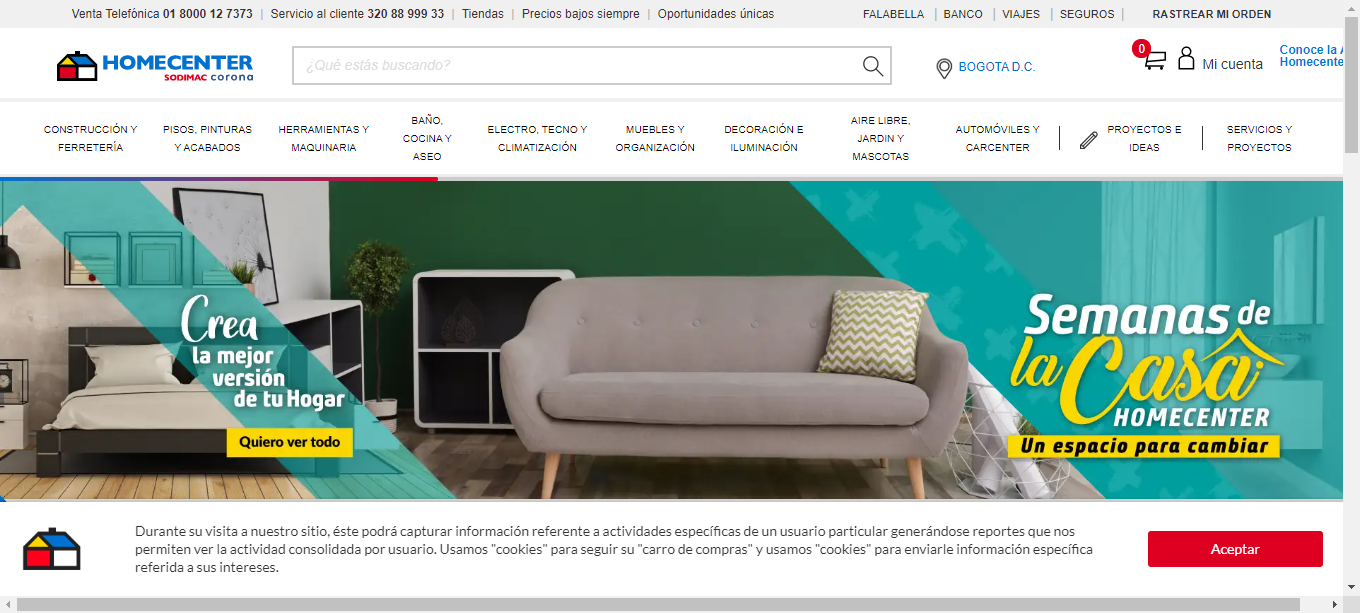 Venta Telefónica 01 8000 12 7373 | Servicio al cliente 320 88 999 33 | Tiendas | Precios bajos siempre | Oportunidades únicas
FALABELLA | BANCO | VIAJES | SEGUROS | RASTREAR MI ORDEN
HOMECENTER
SODIMAC corona
¿Qué estás buscando?
BOGOTA D.C.
0
Mi cuenta
Conoce la A
Homecente
CONSTRUCCIÓN Y
FERRETERÍA
PISOS, PINTURAS
Y ACABADOS
HERRAMIENTAS Y
MAQUINARIA
BAÑO,
COCINA Y
ASEO
ELECTRO, TECNO Y
CLIMATIZACIÓN
MUEBLES Y
ORGANIZACIÓN
DECORACIÓN E
ILUMINACIÓN
AIRE LIBRE,
JARDIN Y
MASCOTAS
AUTOMÓVILES Y
CARCENTER
PROYECTOS E
IDEAS
SERVICIOS Y
PROYECTOS
Crea
la mejor
versión
de tu Hogar
Quiero ver todo
Semanas de
la Casa
HOMECENTER
Un espacio para cambiar
Durante su visita a nuestro sitio, éste podrá capturar información referente a actividades específicas de un usuario particular generándose reportes que nos
permiten ver la actividad consolidada por usuario. Usamos "cookies" para seguir su "carro de compras" y usamos "cookies" para enviarle información específica
referida a sus intereses.
Aceptar